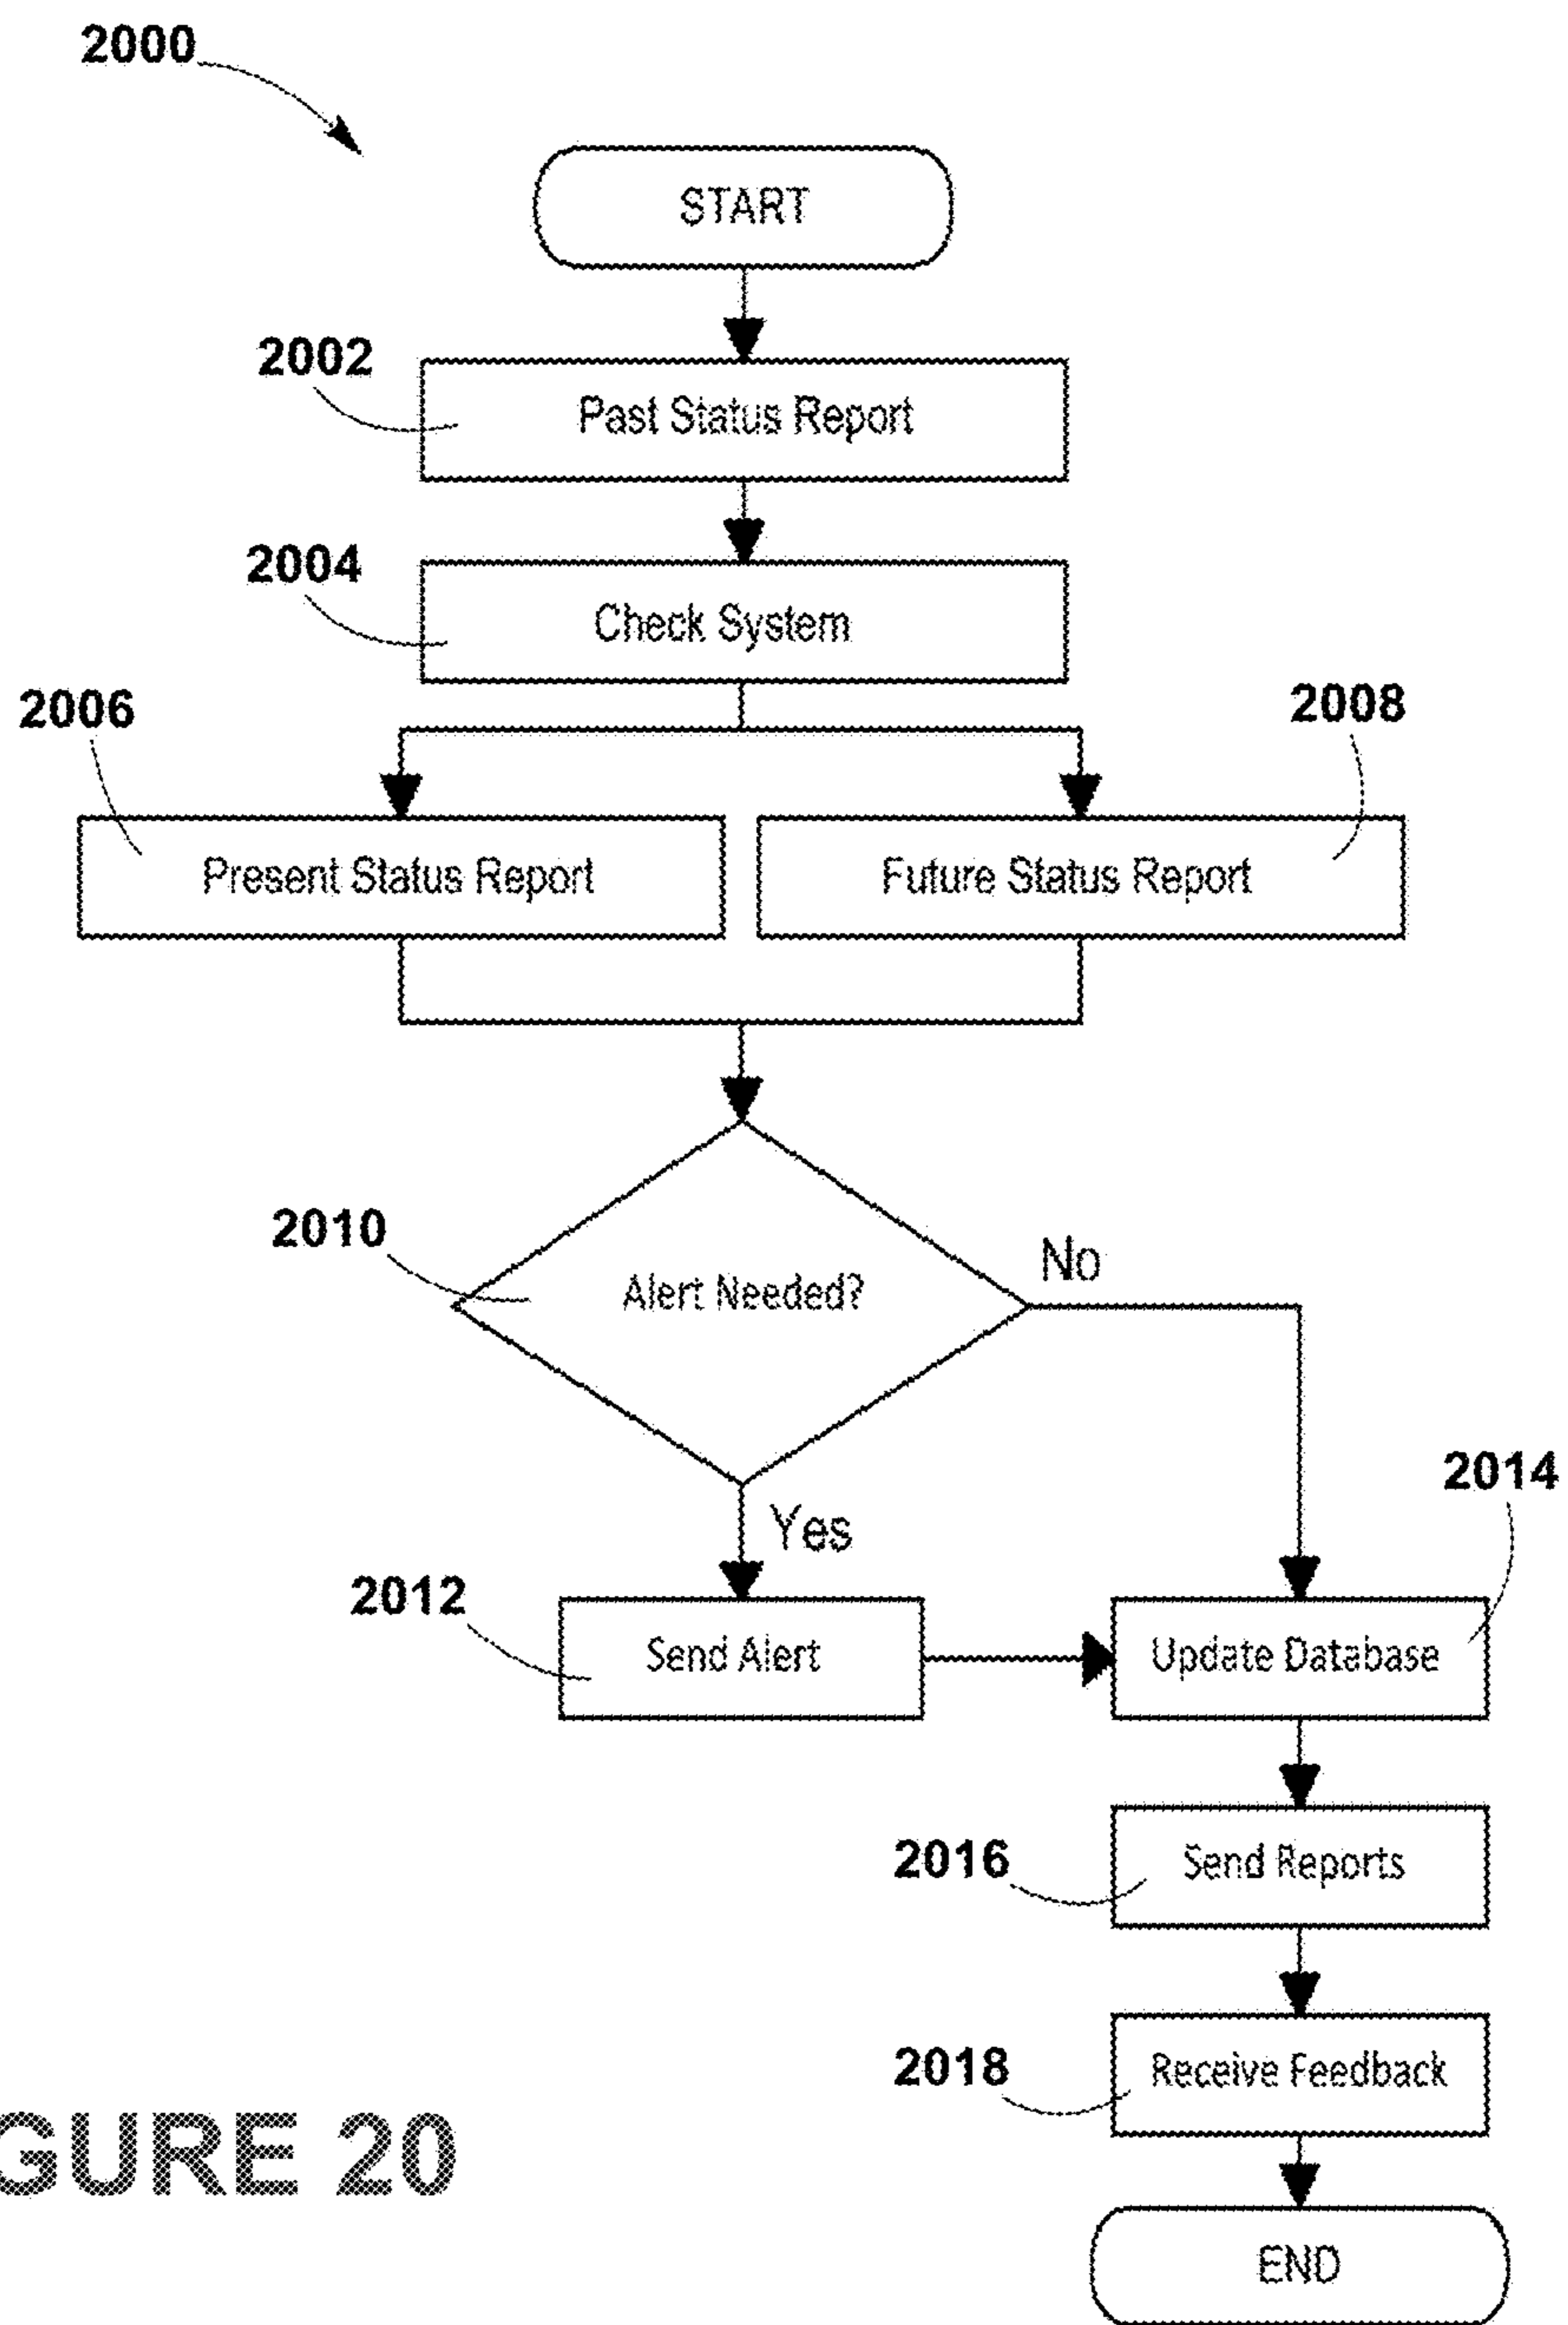 2000
START
2002
Past Status Report
2004
Check System
2006
2008
Present Status Report
Future Status Report
2010
Alert Needed?
No
Yes
2014
2012
Send Alert
Update Database
2016
Send Reports
2018
Receive Feedback
GURE 20
END